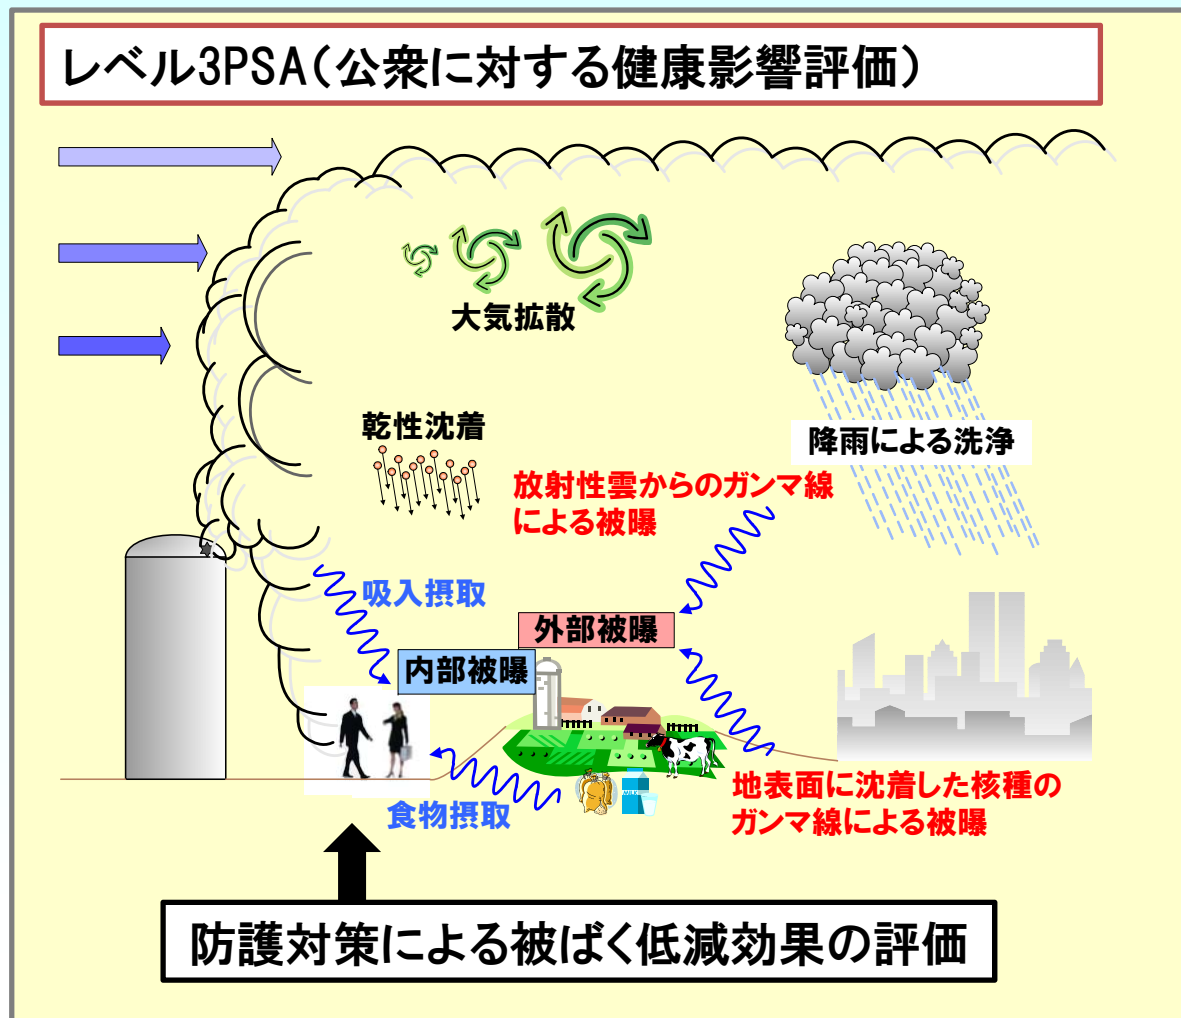 レベル3PSA(公衆に対する健康影響評価)
大気拡散
乾性沈着
降雨による洗浄
放射性雲からのガンマ線
による被曝
吸入摂取
外部被曝
内部被曝
MILK
食物摂取
地表面に沈着した核種の
ガンマ線による被曝
防護対策による被ばく低減効果の評価